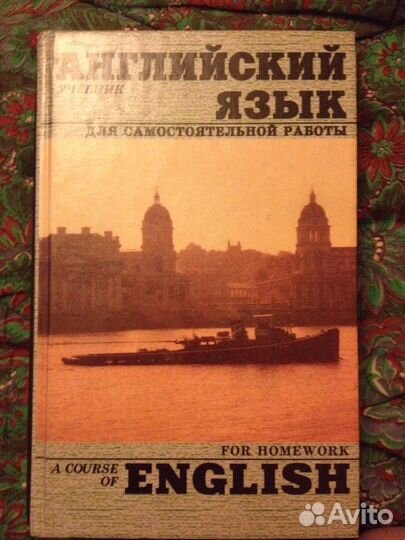 АНГЛИЙСКИЙ
УЧЕБНИК
ЯЗЫК
ДЛЯ САМОСТОЯТЕЛЬНОЙ РАБОТЫ
FOR HOMEWORK
A COURSE
OF
ENGLISH
Avito